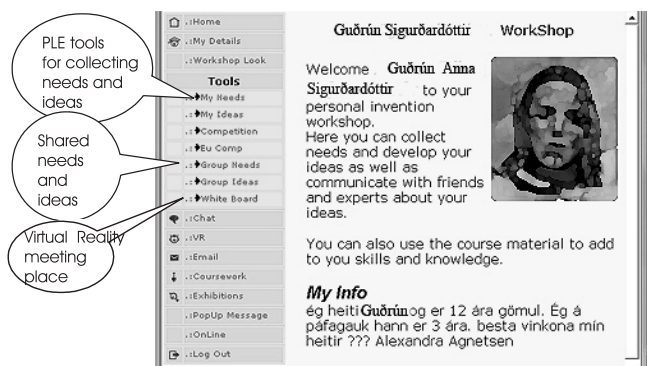 PLE tools
for collecting
needs and
ideas
Shared
needs
and
ideas
Virtual Reality
meeting
place
.:Home
.:My Details
.:Workshop Look
Tools
.:My Needs
.:My Ideas
.:Competition
.:Eu Comp
.:Group Needs
.:Group Ideas
.:White Board
.:Chat
.:VR
.:Email
.:Coursework
.:Exhibitions
.:PopUp Message
.:OnLine
.:Log Out
Guðrún Sigurðardóttir WorkShop
Welcome Guðrún Anna
Sigurðardóttir to your
personal invention
workshop.
Here you can collect
needs and develop your
ideas as well as
communicate with friends
and experts about your
ideas.
You can also use the course material to add
to you skills and knowledge.
My Info
ég heiti Guðrún og er 12 ára gömul. Ég á
páfagauk hann er 3 ára. besta vinkona mín
heitir ??? Alexandra Agnetsen